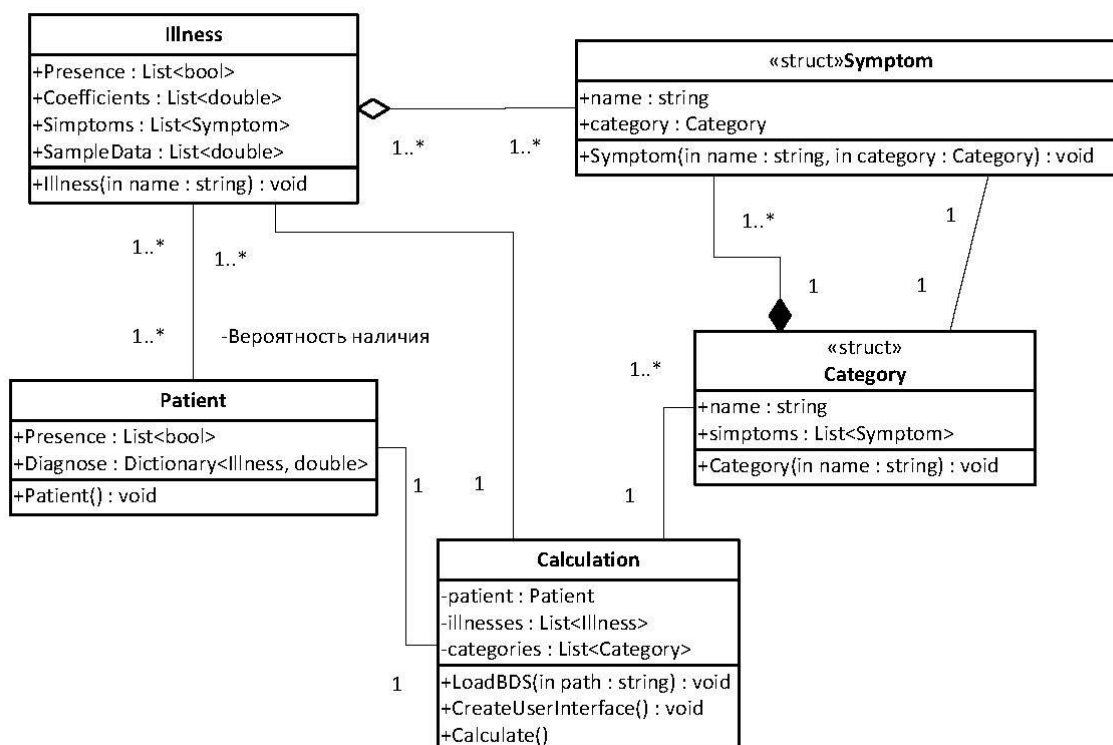 Illness
+Presence : List<bool>
+Coefficients : List<double>
+Simptoms : List<Symptom>
+SampleData : List<double>
+Illness(in name : string) : void
«struct»Symptom
+name : string
+category : Category
+Symptom(in name : string, in category : Category) : void
1..*
1..*
1..*
1..*
1..*
1
1
1
1..*
-Вероятность наличия
1..*
«struct»
Category
+name : string
+simptoms : List<Symptom>
+Category(in name : string) : void
Patient
+Presence : List<bool>
+Diagnose : Dictionary<Illness, double>
+Patient() : void
1
1
1
1
Calculation
-patient : Patient
-illnesses : List<Illness>
-categories : List<Category>
+LoadBDS(in path : string) : void
+CreateUserInterface() : void
+Calculate()